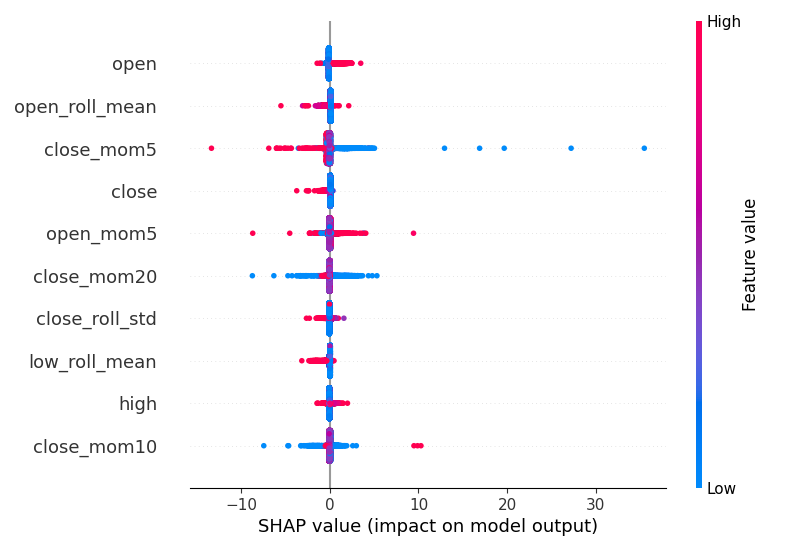 High
open
open_roll_mean
close_mom5
close
open_mom5
close_mom20
close_roll_std
low_roll_mean
high
close_mom10
Feature value
Low
−10 0 10 20 30
SHAP value (impact on model output)